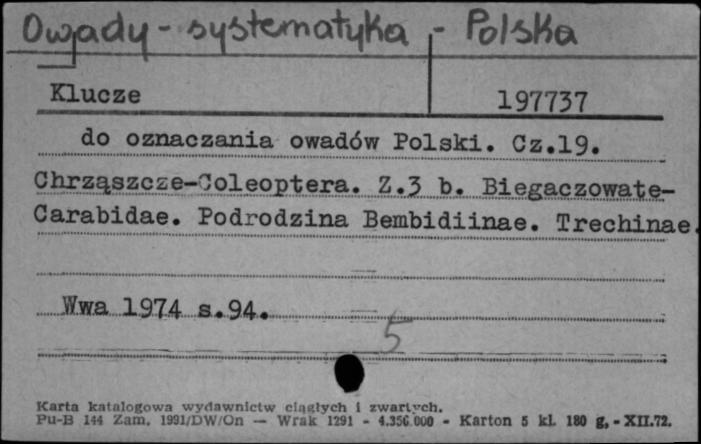 Owady - systematyka - Polska
Klucze 197737
do oznaczania owadów Polski. Cz.19.
Chrząszcze-Coleoptera. Z.3 b. Biegaczowate-
Carabidae. Podrodzina Bembidiinae. Trechinae.
Wwa 1974 s.94.
5
Karta katalogowa wydawnictw ciągłych i zwartych.
Pu-B 144 Zam. 1991/DW/On — Wrak 1291 - 4.356.000 - Karton 5 kl. 180 g. - XII.72.